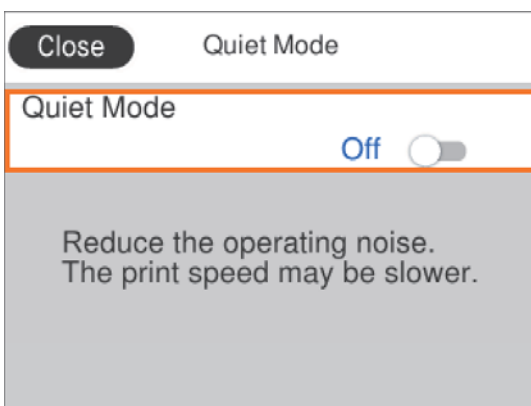 Close Quiet Mode
Quiet Mode
Off
Reduce the operating noise.
The print speed may be slower.